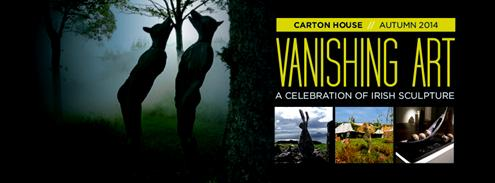 CARTON HOUSE // AUTUMN 2014
VANISHING ART
A CELEBRATION OF IRISH SCULPTURE